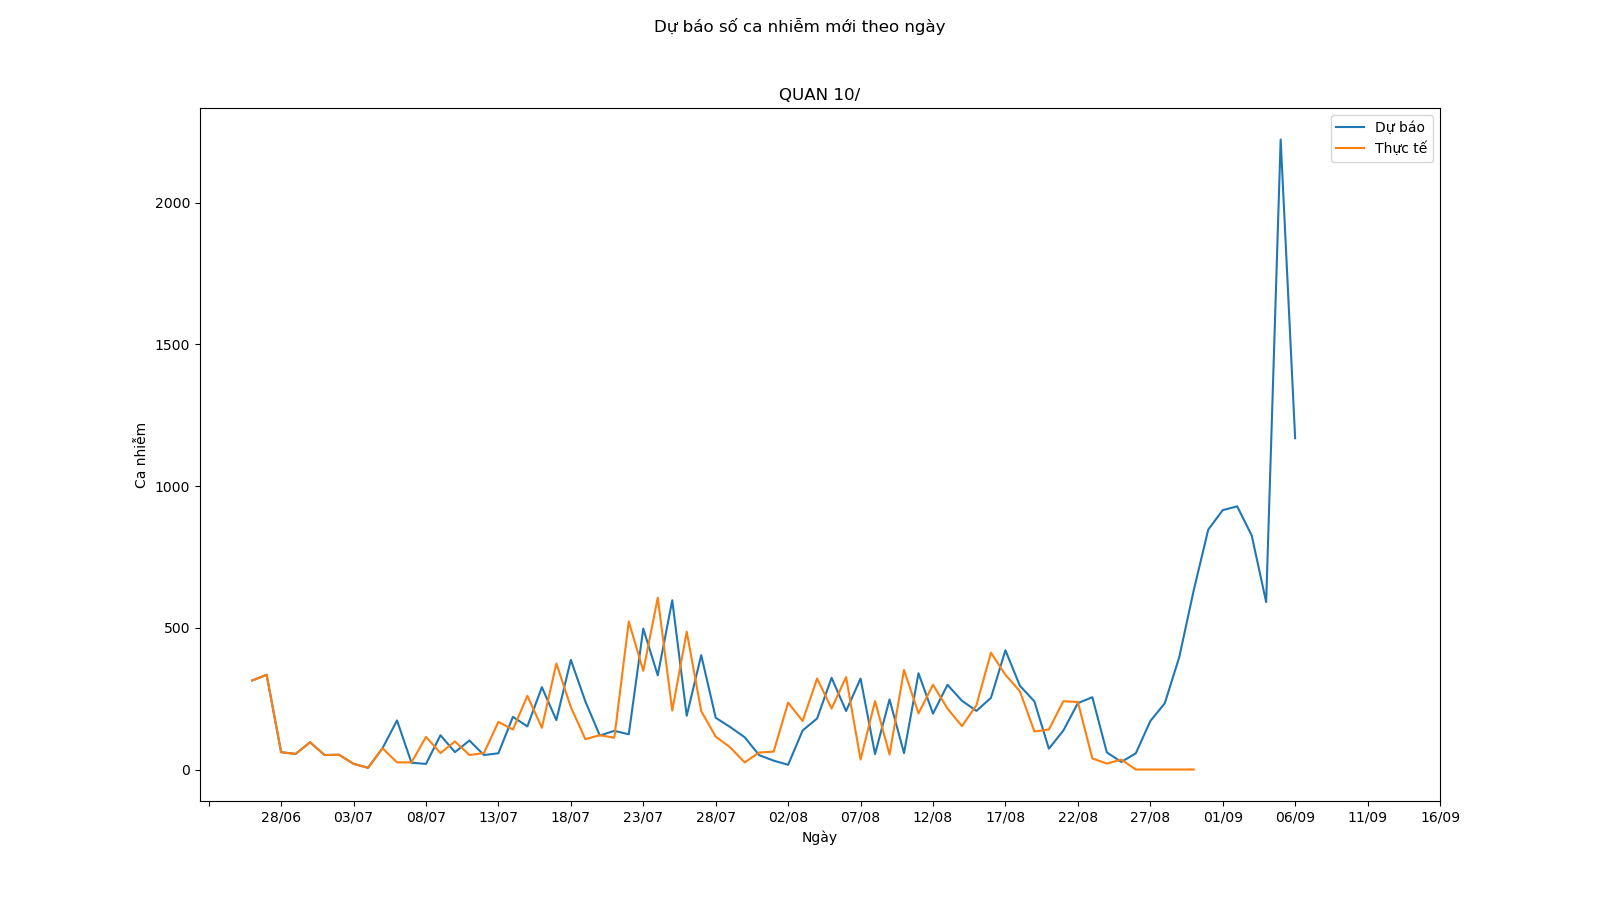 Dự báo số ca nhiễm mới theo ngày
QUAN 10/
Dự báo
Thực tế
2000
1500
1000
500
0
Ca nhiễm
28/06 03/07 08/07 13/07 18/07 23/07 28/07 02/08 07/08 12/08 17/08 22/08 27/08 01/09 06/09 11/09 16/09
Ngày